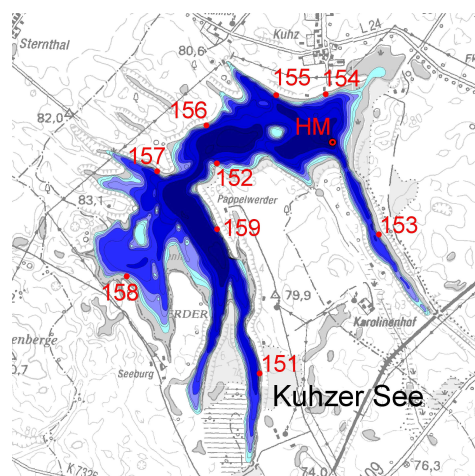 Kuhz
L 24
Sternthal
80,6
155
154
156
HM
82,0
157
152
83,1
Pappelwerder
159
153
158
79,9
ERDER
Karolinenhof
enberge
Seeburg
151
0,7
Kuhzer See
K 7326
74,0
76,3